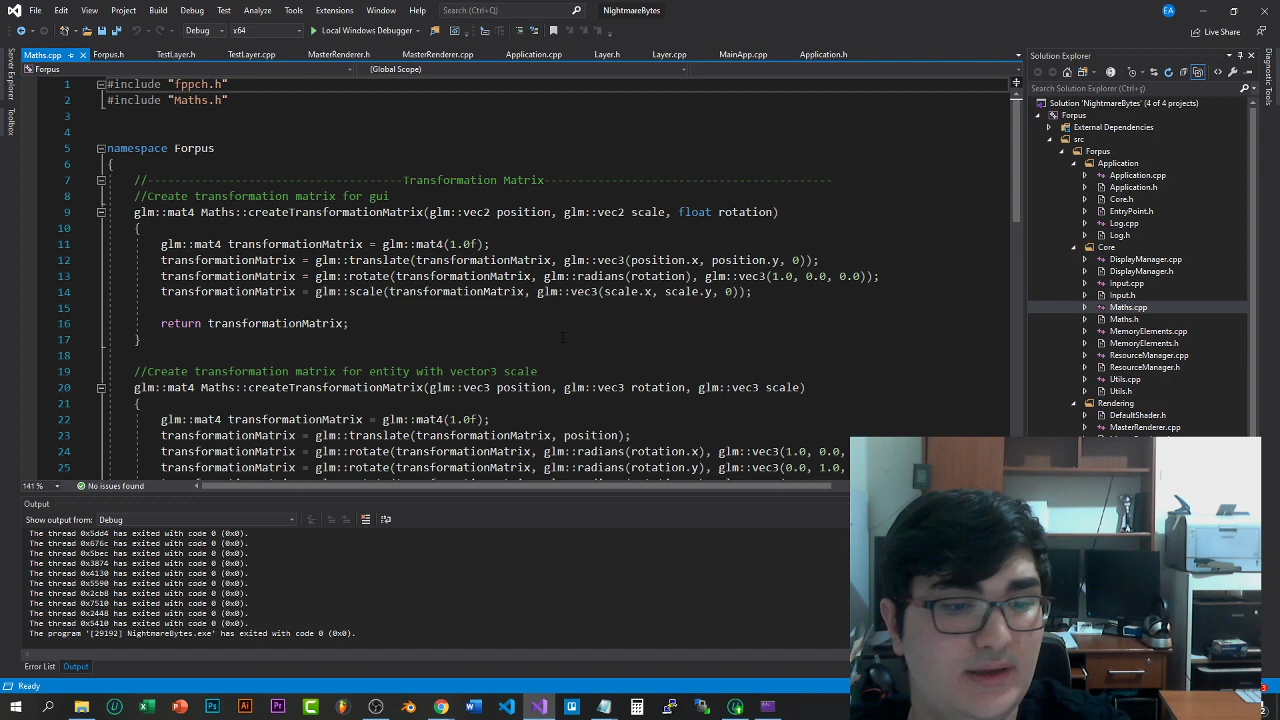 File Edit View Project Build Debug Test Analyze Tools Extensions Window Help Search (Ctrl+Q) NightmareBytes EA
Debug x64 Local Windows Debugger Live Share
Maths.cpp Forpus.h TestLayer.h TestLayer.cpp MasterRenderer.h MasterRenderer.cpp Application.cpp Layer.h Layer.cpp MainApp.cpp Application.h
Forpus (Global Scope)
Server Explorer
Toolbox
1 #include "fppch.h"
2 #include "Maths.h"
3
4
5 namespace Forpus
6 {
7 //--------------------------------------Transformation Matrix-------------------------------------------
8 //Create transformation matrix for gui
9 glm::mat4 Maths::createTransformationMatrix(glm::vec2 position, glm::vec2 scale, float rotation)
10 {
11 glm::mat4 transformationMatrix = glm::mat4(1.0f);
12 transformationMatrix = glm::translate(transformationMatrix, glm::vec3(position.x, position.y, 0));
13 transformationMatrix = glm::rotate(transformationMatrix, glm::radians(rotation), glm::vec3(1.0, 0.0, 0.0));
14 transformationMatrix = glm::scale(transformationMatrix, glm::vec3(scale.x, scale.y, 0));
15
16 return transformationMatrix;
17 }
18
19 //Create transformation matrix for entity with vector3 scale
20 glm::mat4 Maths::createTransformationMatrix(glm::vec3 position, glm::vec3 rotation, glm::vec3 scale)
21 {
22 glm::mat4 transformationMatrix = glm::mat4(1.0f);
23 transformationMatrix = glm::translate(transformationMatrix, position);
24 transformationMatrix = glm::rotate(transformationMatrix, glm::radians(rotation.x), glm::vec3(1.0, 0.0
25 transformationMatrix = glm::rotate(transformationMatrix, glm::radians(rotation.y), glm::vec3(0.0, 1.0,
141 % No issues found
Output
Show output from: Debug
The thread 0x5dd4 has exited with code 0 (0x0).
The thread 0x676c has exited with code 0 (0x0).
The thread 0x5bec has exited with code 0 (0x0).
The thread 0x3874 has exited with code 0 (0x0).
The thread 0x4130 has exited with code 0 (0x0).
The thread 0x5590 has exited with code 0 (0x0).
The thread 0x2cb8 has exited with code 0 (0x0).
The thread 0x7510 has exited with code 0 (0x0).
The thread 0x2448 has exited with code 0 (0x0).
The thread 0x5410 has exited with code 0 (0x0).
The program '[29192] NightmareBytes.exe' has exited with code 0 (0x0).
Error List Output
Ready
Solution Explorer
Search Solution Explorer (Ctrl+ş)
Solution 'NightmareBytes' (4 of 4 projects)
Forpus
External Dependencies
src
Forpus
Application
Application.cpp
Application.h
Core.h
EntryPoint.h
Log.cpp
Log.h
Core
DisplayManager.cpp
DisplayManager.h
Input.cpp
Input.h
Maths.cpp
Maths.h
MemoryElements.cpp
MemoryElements.h
ResourceManager.cpp
ResourceManager.h
Utils.cpp
Utils.h
Rendering
DefaultShader.h
MasterRenderer.cpp
Diagnostic Tools